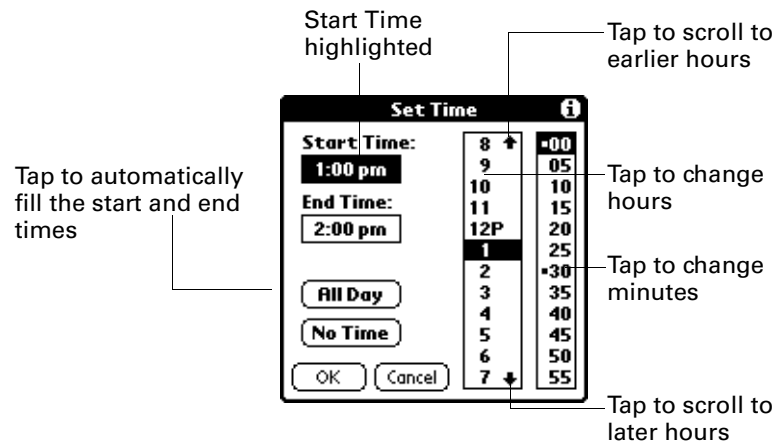 Start Time
highlighted
Tap to scroll to
earlier hours
Set Time
i
Start Time:
1:00 pm
End Time:
2:00 pm
All Day
No Time
OK
Cancel
8
9
10
11
12P
1
2
3
4
5
6
7
00
05
10
15
20
25
30
35
40
45
50
55
Tap to automatically
fill the start and end
times
Tap to change
hours
Tap to change
minutes
Tap to scroll to
later hours